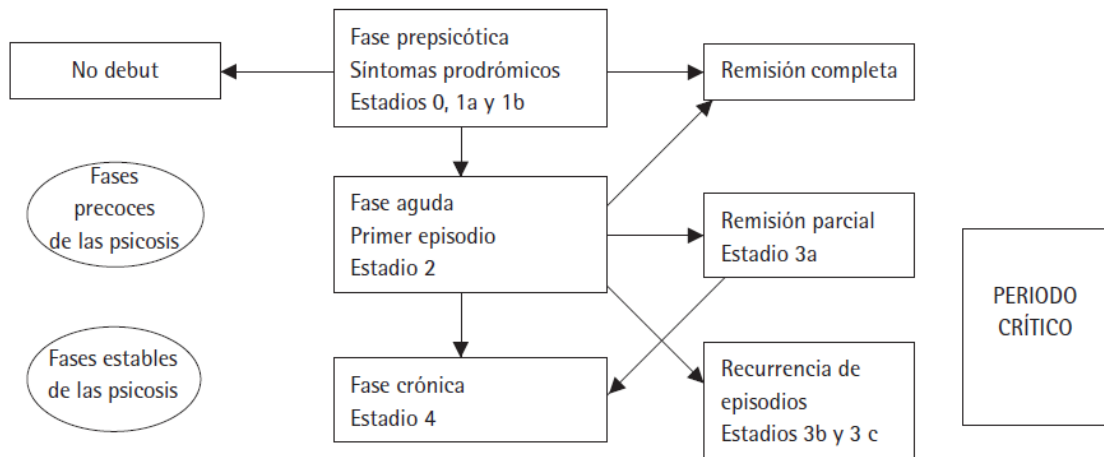 No debut
Fase prepsicótica
Síntomas prodrómicos
Estadios 0, 1a y 1b
Remisión completa
Fases
precoces
de las psicosis
Fase aguda
Primer episodio
Estadio 2
Remisión parcial
Estadio 3a
PERIODO
CRÍTICO
Fases estables
de las psicosis
Fase crónica
Estadio 4
Recurrencia de
episodios
Estadios 3b y 3 c